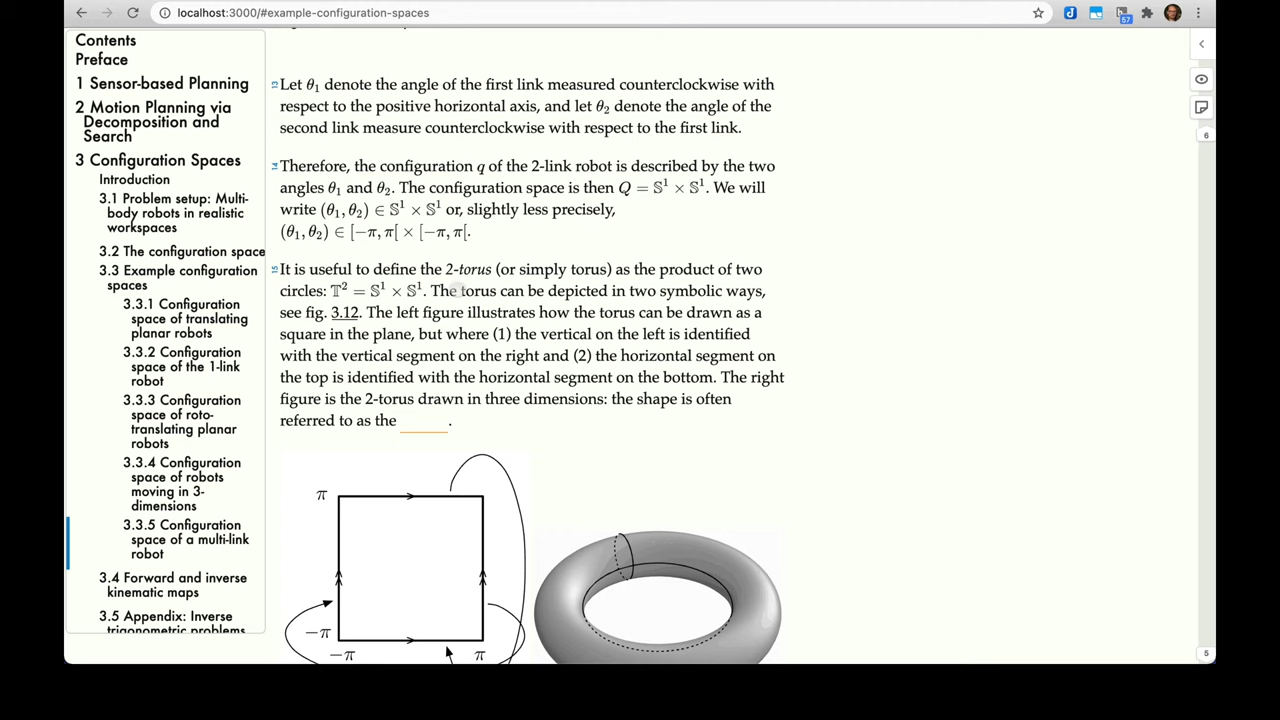 localhost:3000/#example-configuration-spaces
57
Contents
Preface
1 Sensor-based Planning
2 Motion Planning via
Decomposition and
Search
3 Configuration Spaces
Introduction
3.1 Problem setup: Multi-
body robots in realistic
workspaces
3.2 The configuration space
3.3 Example configuration
spaces
3.3.1 Configuration
space of translating
planar robots
3.3.2 Configuration
space of the 1-link
robot
3.3.3 Configuration
space of roto-
translating planar
robots
3.3.4 Configuration
space of robots
moving in 3-
dimensions
3.3.5 Configuration
space of a multi-link
robot
3.4 Forward and inverse
kinematic maps
3.5 Appendix: Inverse
trigonometric problems
13 Let θ₁ denote the angle of the first link measured counterclockwise with
respect to the positive horizontal axis, and let θ₂ denote the angle of the
second link measure counterclockwise with respect to the first link.
14 Therefore, the configuration q of the 2-link robot is described by the two
angles θ₁ and θ₂. The configuration space is then Q = 𝕊¹ × 𝕊¹. We will
write (θ₁, θ₂) ∈ 𝕊¹ × 𝕊¹ or, slightly less precisely,
(θ₁, θ₂) ∈ [−π, π[ × [−π, π[.
15 It is useful to define the 2-torus (or simply torus) as the product of two
circles: 𝕋² = 𝕊¹ × 𝕊¹. The torus can be depicted in two symbolic ways,
see fig. 3.12. The left figure illustrates how the torus can be drawn as a
square in the plane, but where (1) the vertical on the left is identified
with the vertical segment on the right and (2) the horizontal segment on
the top is identified with the horizontal segment on the bottom. The right
figure is the 2-torus drawn in three dimensions: the shape is often
referred to as the ____.
π
−π
−π π
6
5